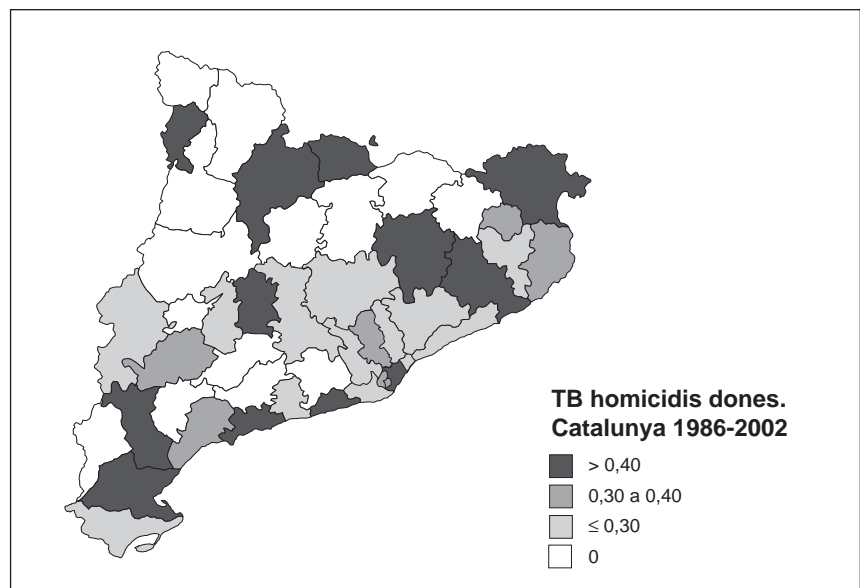 TB homicidis dones.
Catalunya 1986-2002
> 0,40
0,30 a 0,40
≤ 0,30
0